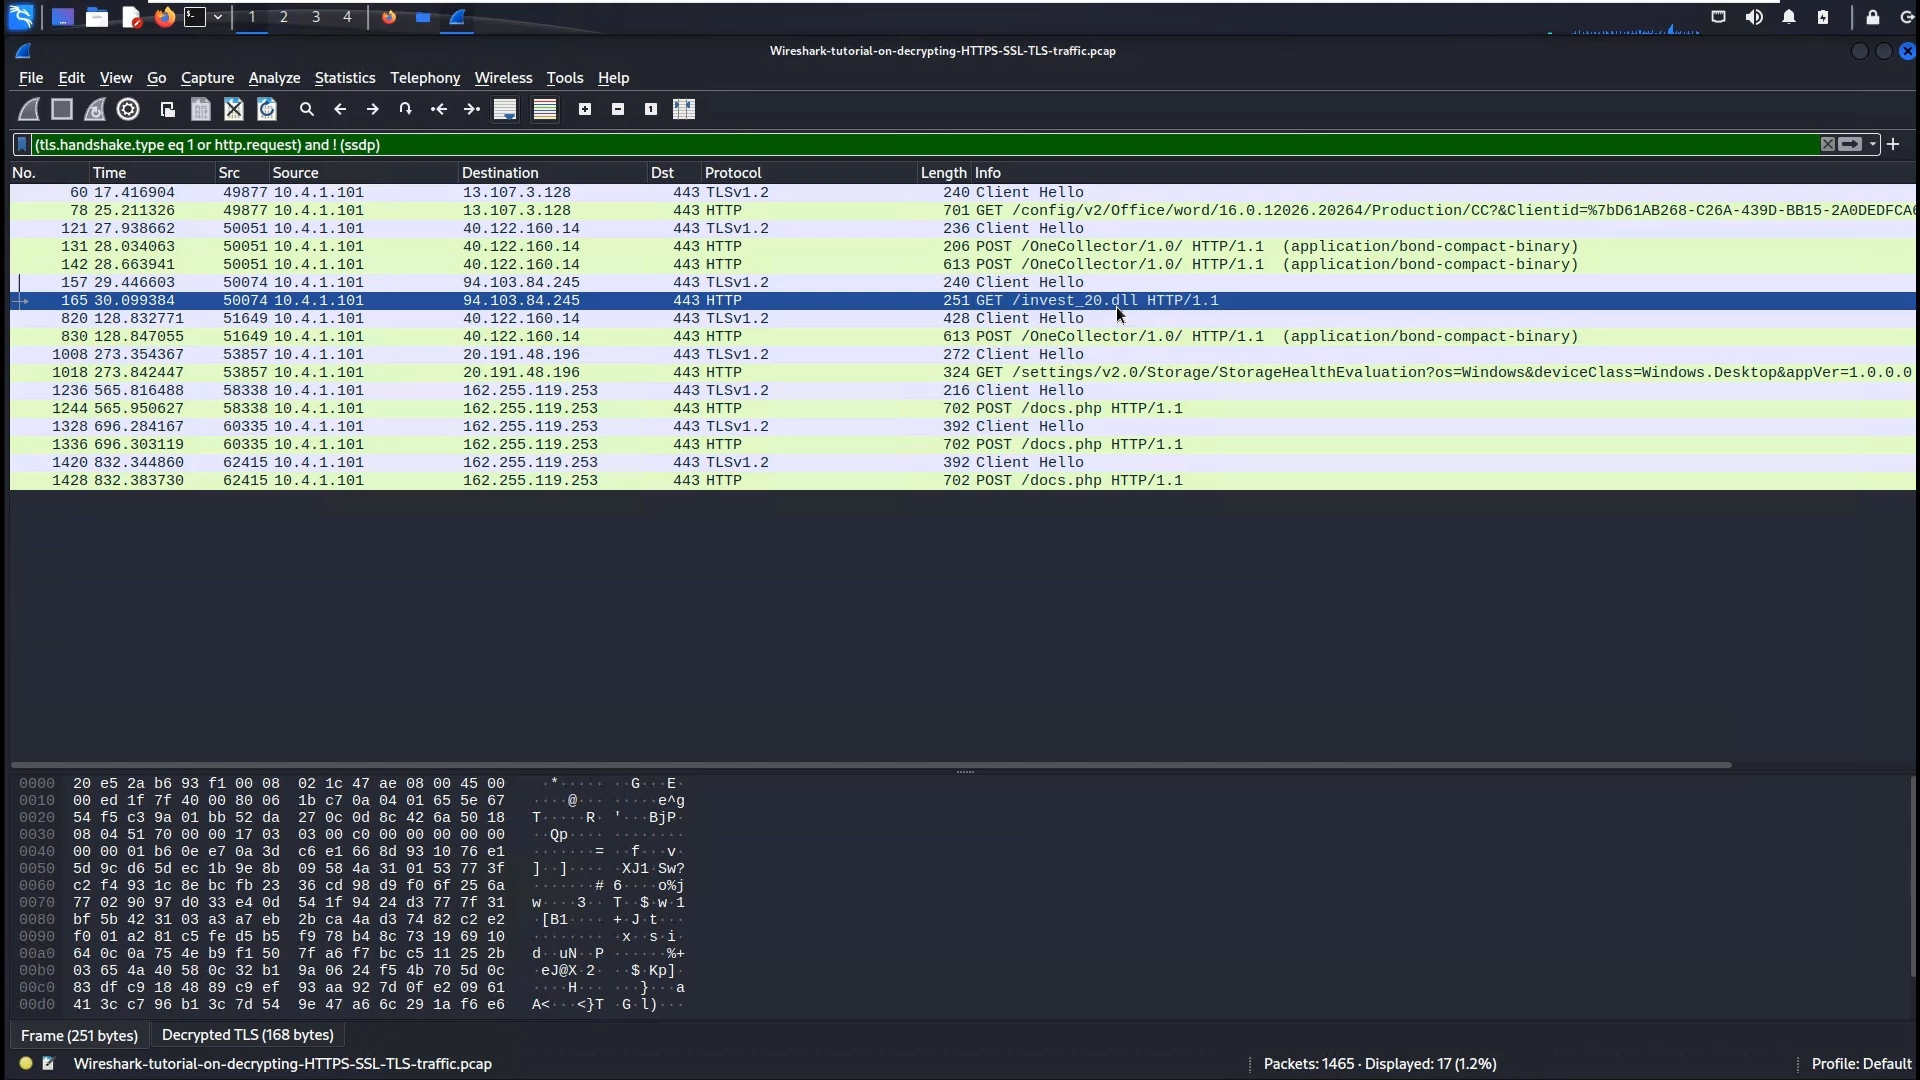 1 2 3 4
Wireshark-tutorial-on-decrypting-HTTPS-SSL-TLS-traffic.pcap
File Edit View Go Capture Analyze Statistics Telephony Wireless Tools Help
(tls.handshake.type eq 1 or http.request) and ! (ssdp)
No. Time Src Source Destination Dst Protocol Length Info
60 17.416904 49877 10.4.1.101 13.107.3.128 443 TLSv1.2 240 Client Hello
78 25.211326 49877 10.4.1.101 13.107.3.128 443 HTTP 701 GET /config/v2/Office/word/16.0.12026.20264/Production/CC?&Clientid=%7bD61AB268-C26A-439D-BB15-2A0DEDFCA6
121 27.938662 50051 10.4.1.101 40.122.160.14 443 TLSv1.2 236 Client Hello
131 28.034063 50051 10.4.1.101 40.122.160.14 443 HTTP 206 POST /OneCollector/1.0/ HTTP/1.1 (application/bond-compact-binary)
142 28.663941 50051 10.4.1.101 40.122.160.14 443 HTTP 613 POST /OneCollector/1.0/ HTTP/1.1 (application/bond-compact-binary)
157 29.446603 50074 10.4.1.101 94.103.84.245 443 TLSv1.2 240 Client Hello
165 30.099384 50074 10.4.1.101 94.103.84.245 443 HTTP 251 GET /invest_20.dll HTTP/1.1
820 128.832771 51649 10.4.1.101 40.122.160.14 443 TLSv1.2 428 Client Hello
830 128.847055 51649 10.4.1.101 40.122.160.14 443 HTTP 613 POST /OneCollector/1.0/ HTTP/1.1 (application/bond-compact-binary)
1008 273.354367 53857 10.4.1.101 20.191.48.196 443 TLSv1.2 272 Client Hello
1018 273.842447 53857 10.4.1.101 20.191.48.196 443 HTTP 324 GET /settings/v2.0/Storage/StorageHealthEvaluation?os=Windows&deviceClass=Windows.Desktop&appVer=1.0.0.0
1236 565.816488 58338 10.4.1.101 162.255.119.253 443 TLSv1.2 216 Client Hello
1244 565.950627 58338 10.4.1.101 162.255.119.253 443 HTTP 702 POST /docs.php HTTP/1.1
1328 696.284167 60335 10.4.1.101 162.255.119.253 443 TLSv1.2 392 Client Hello
1336 696.303119 60335 10.4.1.101 162.255.119.253 443 HTTP 702 POST /docs.php HTTP/1.1
1420 832.344860 62415 10.4.1.101 162.255.119.253 443 TLSv1.2 392 Client Hello
1428 832.383730 62415 10.4.1.101 162.255.119.253 443 HTTP 702 POST /docs.php HTTP/1.1
0000 20 e5 2a b6 93 f1 00 08 02 1c 47 ae 08 00 45 00 ·*····· ··G···E·
0010 00 ed 1f 7f 40 00 80 06 1b c7 0a 04 01 65 5e 67 ····@··· ·····e^g
0020 54 f5 c3 9a 01 bb 52 da 27 0c 0d 8c 42 6a 50 18 T·····R· '···BjP·
0030 08 04 51 70 00 00 17 03 03 00 c0 00 00 00 00 00 ··Qp···· ········
0040 00 00 01 b6 0e e7 0a 3d c6 e1 66 8d 93 10 76 e1 ·······= ··f···v·
0050 5d 9c d6 5d ec 1b 9e 8b 09 58 4a 31 01 53 77 3f ]··]···· ·XJ1·Sw?
0060 c2 f4 93 1c 8e bc fb 23 36 cd 98 d9 f0 6f 25 6a ·······# 6····o%j
0070 77 02 90 97 d0 33 e4 0d 54 1f 94 24 d3 77 7f 31 w····3·· T··$·w·1
0080 bf 5b 42 31 03 a3 a7 eb 2b ca 4a d3 74 82 c2 e2 ·[B1···· +·J·t···
0090 f0 01 a2 81 c5 fe d5 b5 f9 78 b4 8c 73 19 69 10 ········ ·x··s·i·
00a0 64 0c 0a 75 4e b9 f1 50 7f a6 f7 bc c5 11 25 2b d··uN··P ······%+
00b0 03 65 4a 40 58 0c 32 b1 9a 06 24 f5 4b 70 5d 0c ·eJ@X·2· ··$·Kp]·
00c0 83 df c9 18 48 89 c9 ef 93 aa 92 7d 0f e2 09 61 ····H··· ···}···a
00d0 41 3c c7 96 b1 3c 7d 54 9e 47 a6 6c 29 1a f6 e6 A<···<}T ·G·l)···
Frame (251 bytes) Decrypted TLS (168 bytes)
Wireshark-tutorial-on-decrypting-HTTPS-SSL-TLS-traffic.pcap Packets: 1465 · Displayed: 17 (1.2%) Profile: Default